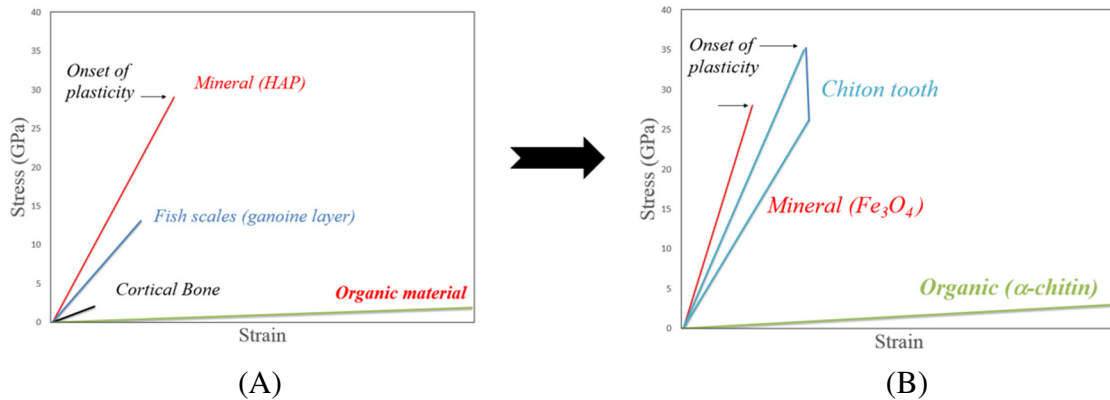 40
35
30
25
20
15
10
5
0
Stress (GPa)
Onset of
plasticity
Mineral (HAP)
Fish scales (ganoine layer)
Cortical Bone
Organic material
Strain
(A)
40
35
30
25
20
15
10
5
0
Stress (GPa)
Onset of
plasticity
Chiton tooth
Mineral (Fe₃O₄)
Organic (α-chitin)
Strain
(B)